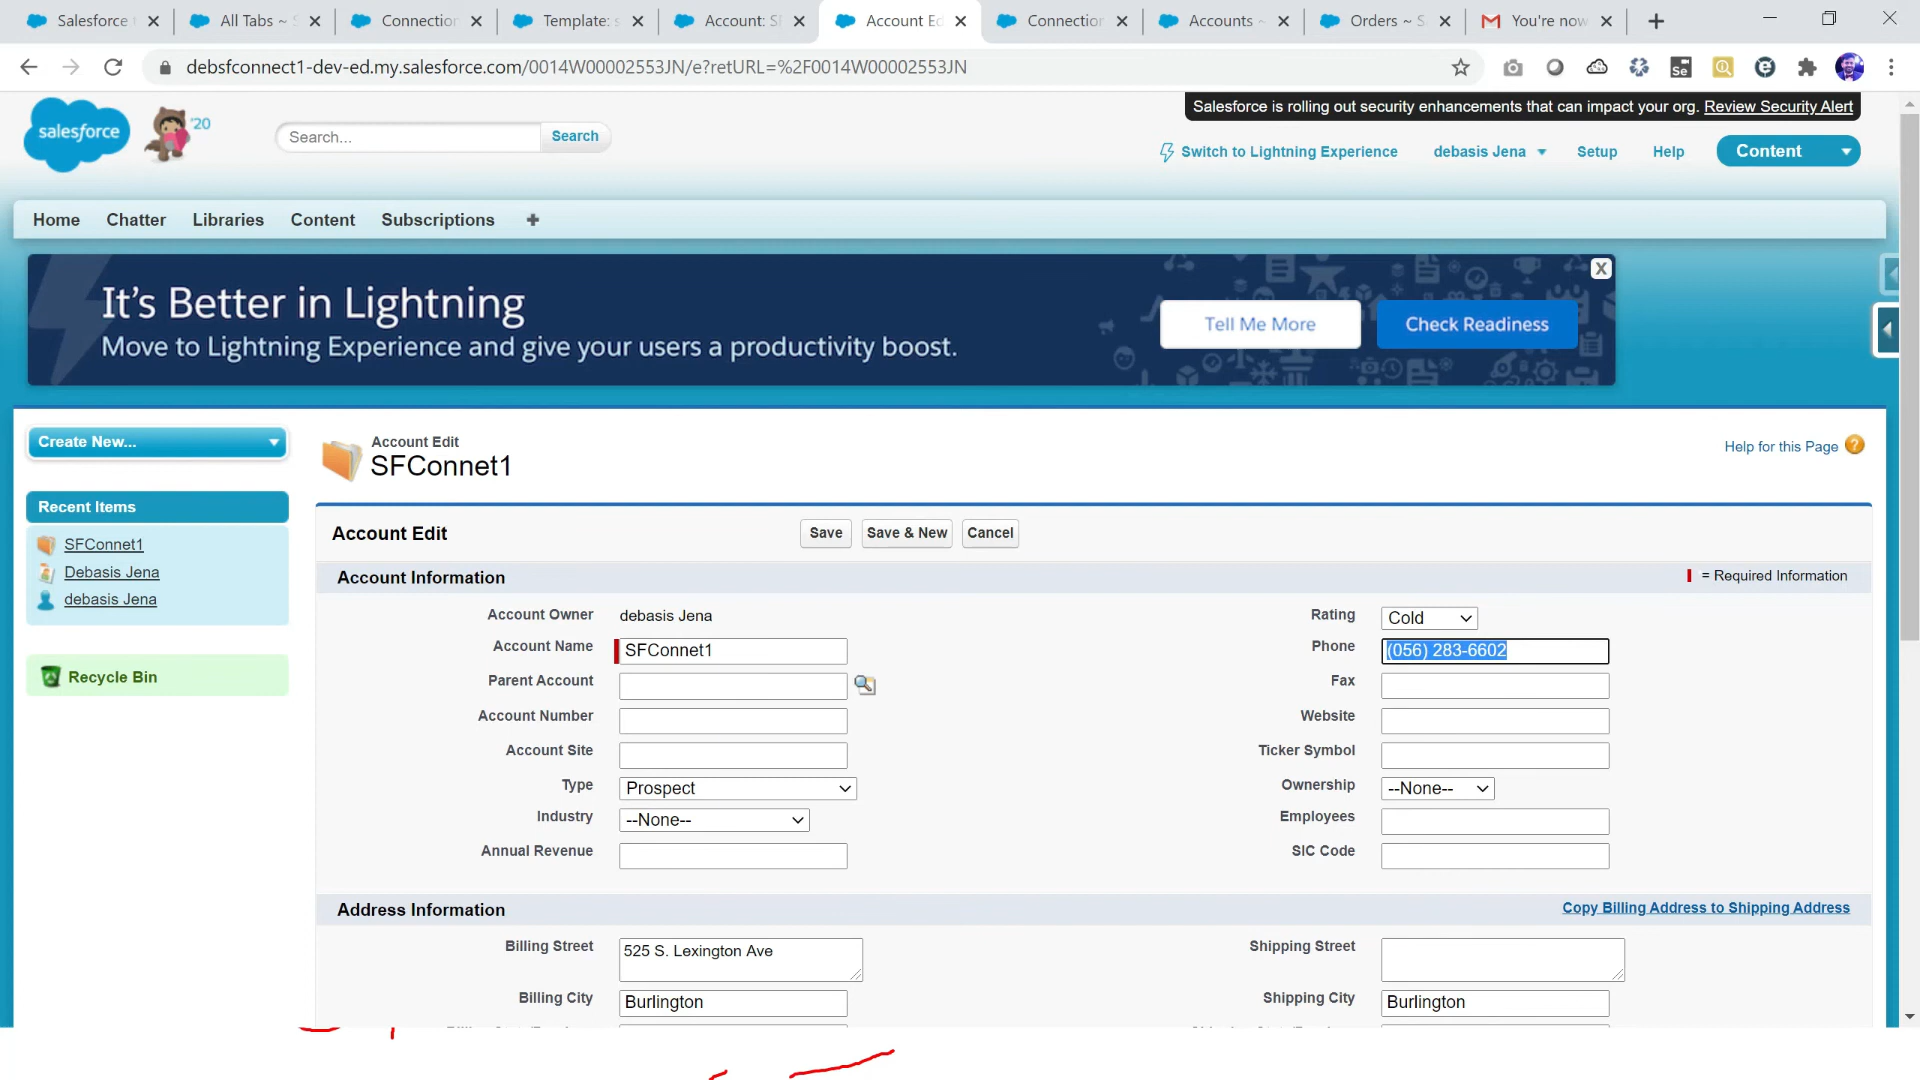 Salesforce
All Tabs ~
Connection
Template:
Account:
Account Ed
Connection
Accounts ~
Orders ~
You're now
debsfconnect1-dev-ed.my.salesforce.com/0014W00002553JN/e?retURL=%2F0014W00002553JN
Salesforce is rolling out security enhancements that can impact your org. Review Security Alert
salesforce
'20
Search...
Search
Switch to Lightning Experience
debasis Jena
Setup
Help
Content
Home
Chatter
Libraries
Content
Subscriptions
It's Better in Lightning
Move to Lightning Experience and give your users a productivity boost.
Tell Me More
Check Readiness
X
Create New...
Recent Items
SFConnet1
Debasis Jena
debasis Jena
Recycle Bin
Account Edit
SFConnet1
Help for this Page ?
Account Edit
Save
Save & New
Cancel
Account Information
= Required Information
Account Owner debasis Jena
Rating Cold
Account Name SFConnet1
Phone (056) 283-6602
Parent Account
Fax
Account Number
Website
Account Site
Ticker Symbol
Type Prospect
Ownership --None--
Industry --None--
Employees
Annual Revenue
SIC Code
Address Information
Copy Billing Address to Shipping Address
Billing Street 525 S. Lexington Ave
Shipping Street
Billing City Burlington
Shipping City Burlington